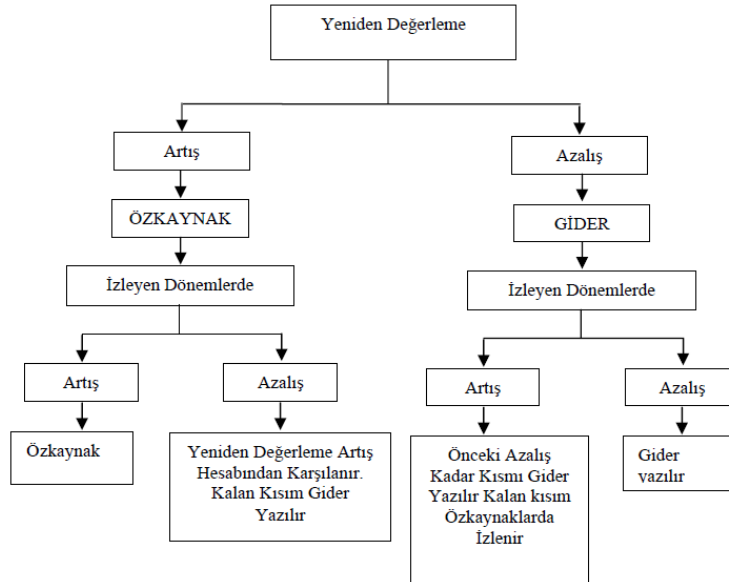 Yeniden Değerleme
Artış
Azalış
ÖZKAYNAK
GİDER
İzleyen Dönemlerde
İzleyen Dönemlerde
Artış
Azalış
Artış
Azalış
Özkaynak
Yeniden Değerleme Artış
Hesabından Karşılanır.
Kalan Kısım Gider
Yazılır
Önceki Azalış
Kadar Kısmı Gider
Yazılır Kalan kısım
Özkaynaklarda
İzlenir
Gider
yazılır